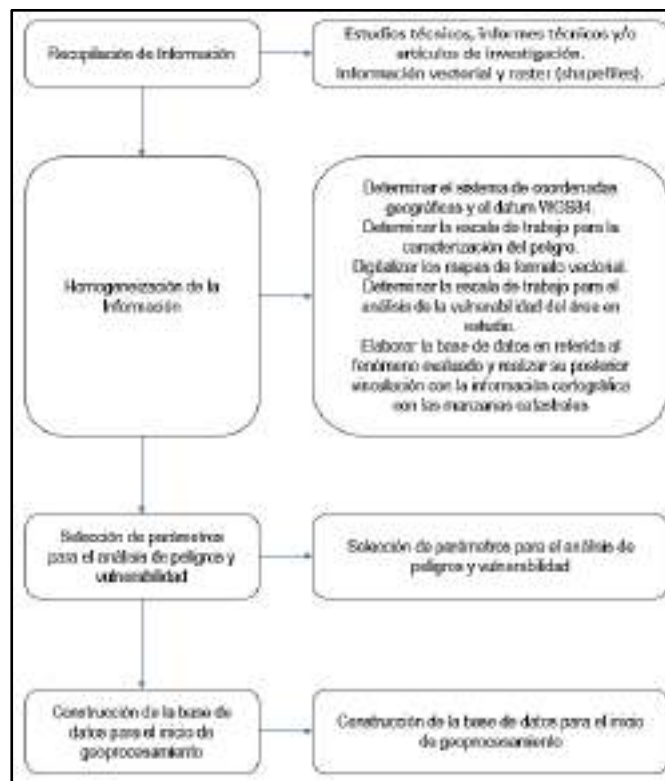 Recopilación de Información
Estudios técnicos, informes técnicos y/o
artículos de investigación.
Información vectorial y raster (shapefiles).
Homogeneización de la
Información
Determinar el sistema de coordenadas
geográficas y el datum WGS84.
Determinar la escala de trabajo para la
caracterización del peligro.
Digitalizar los mapas de formato vectorial.
Determinar la escala de trabajo para el
análisis de la vulnerabilidad del área en
estudio.
Elaborar la base de datos en referida al
fenómeno evaluado y realizar su posterior
vinculación con la información cartográfica
con las manzanas catastrales
Selección de parámetros
para el análisis de peligros y
vulnerabilidad
Selección de parámetros para el análisis de
peligros y vulnerabilidad
Construcción de la base de
datos para el inicio de
geoprocesamiento
Construcción de la base de datos para el inicio
de geoprocesamiento